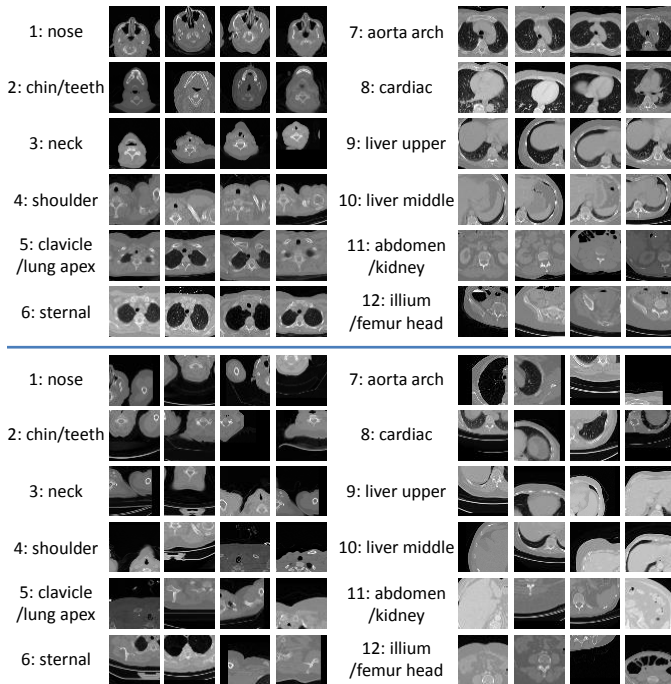 1: nose
2: chin/teeth
3: neck
4: shoulder
5: clavicle
/lung apex
6: sternal
7: aorta arch
8: cardiac
9: liver upper
10: liver middle
11: abdomen
/kidney
12: illium
/femur head
1: nose
2: chin/teeth
3: neck
4: shoulder
5: clavicle
/lung apex
6: sternal
7: aorta arch
8: cardiac
9: liver upper
10: liver middle
11: abdomen
/kidney
12: illium
/femur head